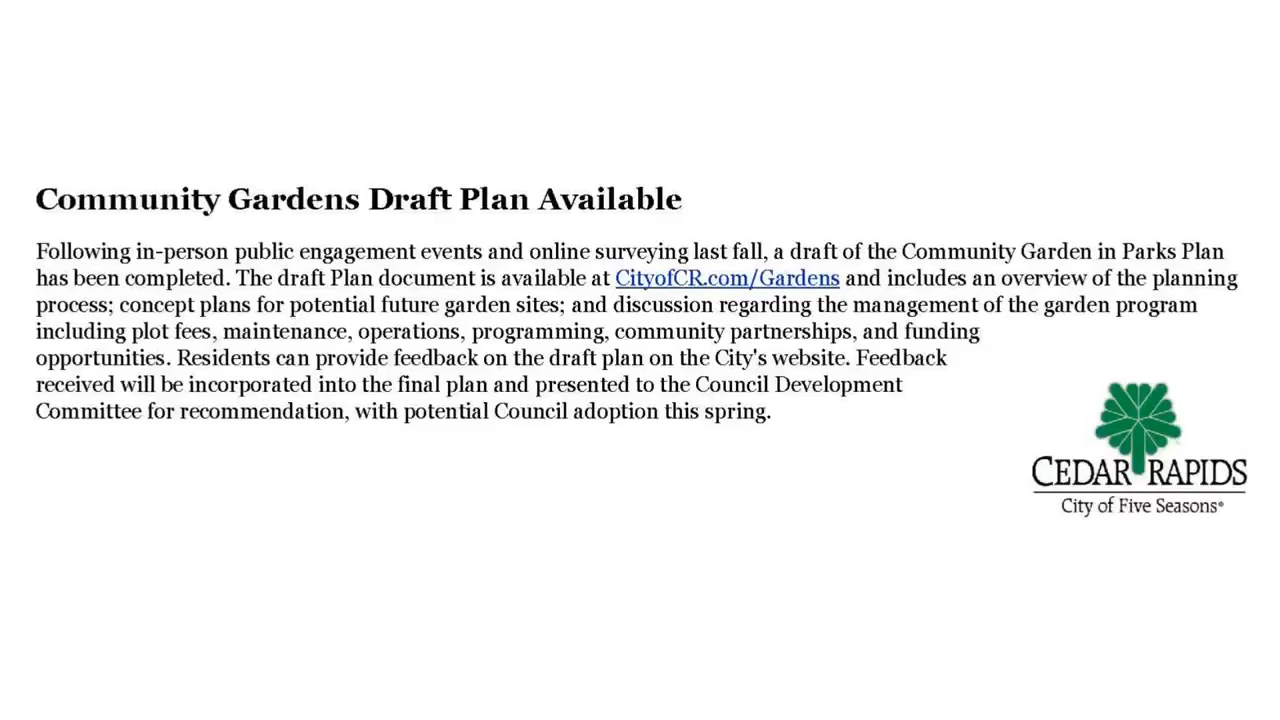 Community Gardens Draft Plan Available
Following in-person public engagement events and online surveying last fall, a draft of the Community Garden in Parks Plan
has been completed. The draft Plan document is available at CityofCR.com/Gardens and includes an overview of the planning
process; concept plans for potential future garden sites; and discussion regarding the management of the garden program
including plot fees, maintenance, operations, programming, community partnerships, and funding
opportunities. Residents can provide feedback on the draft plan on the City's website. Feedback
received will be incorporated into the final plan and presented to the Council Development
Committee for recommendation, with potential Council adoption this spring.
CEDAR RAPIDS
City of Five Seasons®